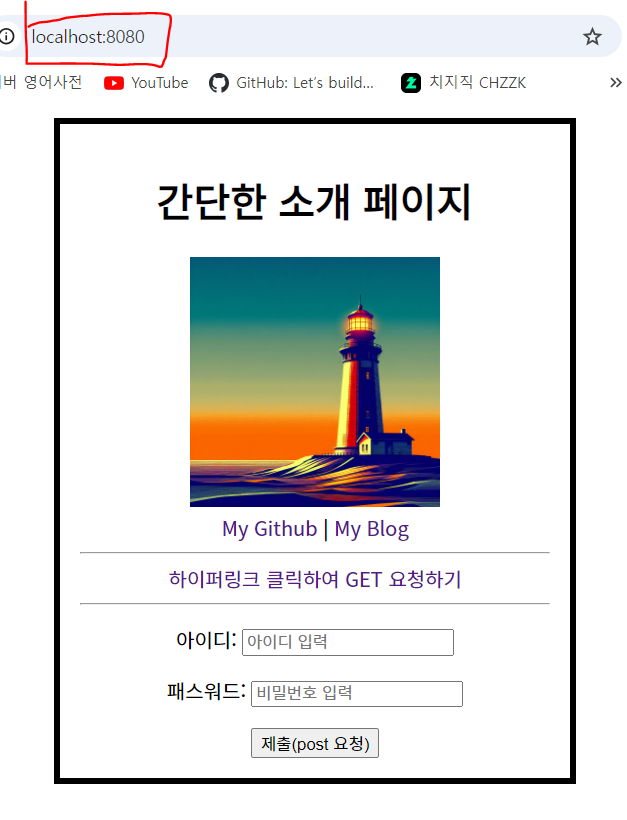 localhost:8080
버 영어사전 YouTube GitHub: Let's build... 치지직 CHZZK »
간단한 소개 페이지
My Github | My Blog
하이퍼링크 클릭하여 GET 요청하기
아이디: 아이디 입력
패스워드: 비밀번호 입력
제출(post 요청)